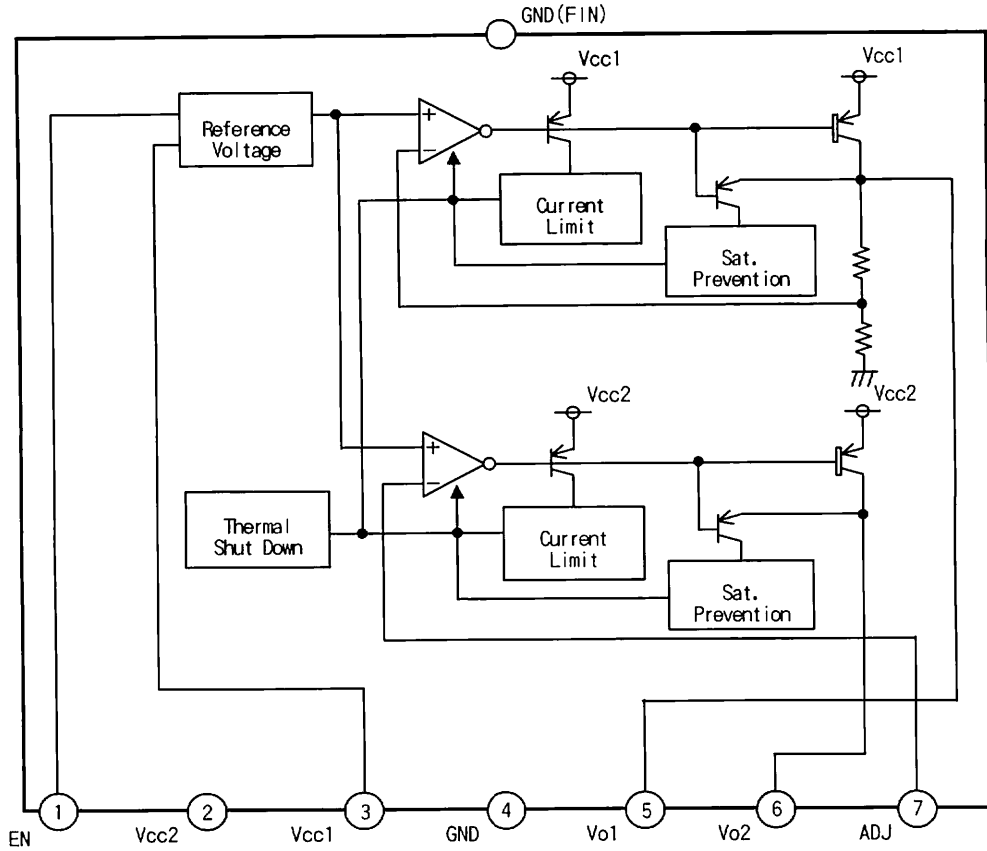 GND(FIN)
Vcc1
Vcc1
Reference
Voltage
+
−
Current
Limit
Sat.
Prevention
Vcc2
Vcc2
+
−
Thermal
Shut Down
Current
Limit
Sat.
Prevention
1
2
3
4
5
6
7
EN
Vcc2
Vcc1
GND
Vo1
Vo2
ADJ